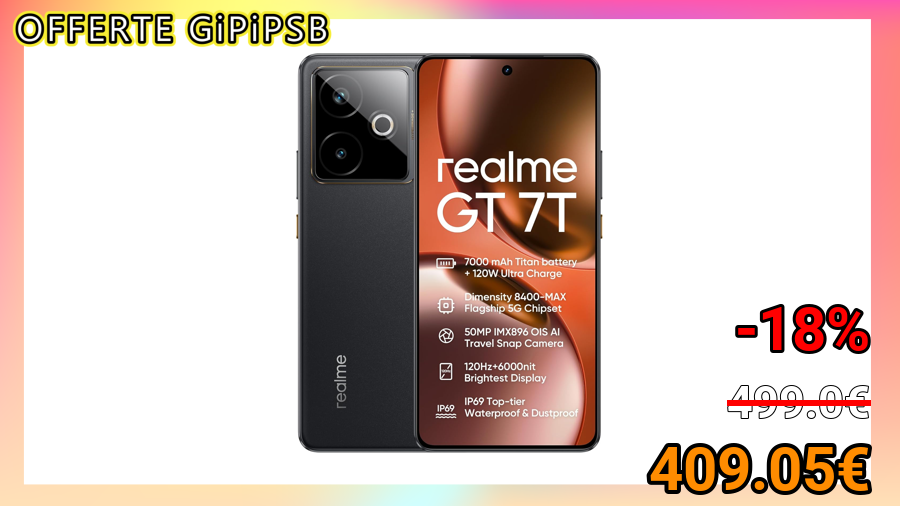 OFFERTE GiPiPSB
realme
GT 7T
7000 mAh Titan battery
+ 120W Ultra Charge
Dimensity 8400-MAX
Flagship 5G Chipset
50MP IMX896 OIS AI
Travel Snap Camera
120Hz+6000nit
Brightest Display
IP69
IP69 Top-tier
Waterproof & Dustproof
realme
-18%
499.0€
409.05€